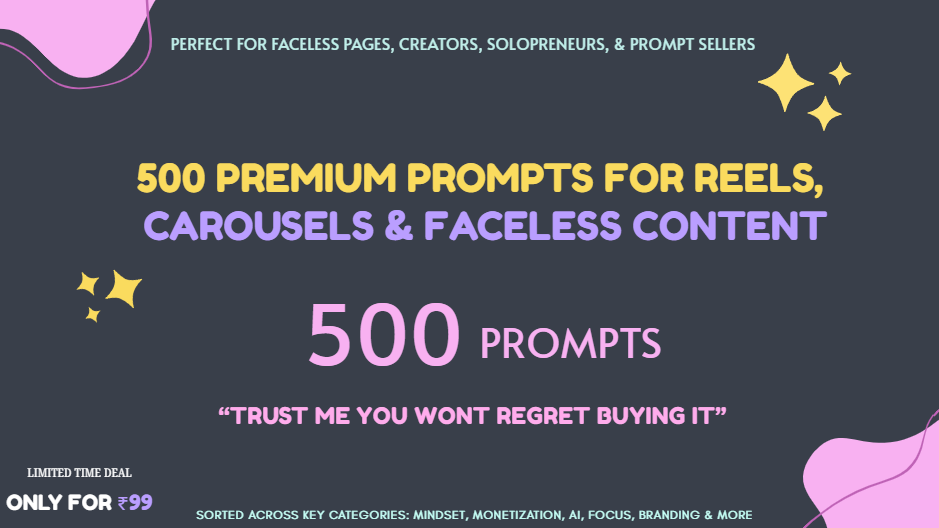 PERFECT FOR FACELESS PAGES, CREATORS, SOLOPRENEURS, & PROMPT SELLERS
500 PREMIUM PROMPTS FOR REELS,
CAROUSELS & FACELESS CONTENT
500 PROMPTS
“TRUST ME YOU WONT REGRET BUYING IT”
LIMITED TIME DEAL
ONLY FOR ₹99
SORTED ACROSS KEY CATEGORIES: MINDSET, MONETIZATION, AI, FOCUS, BRANDING & MORE